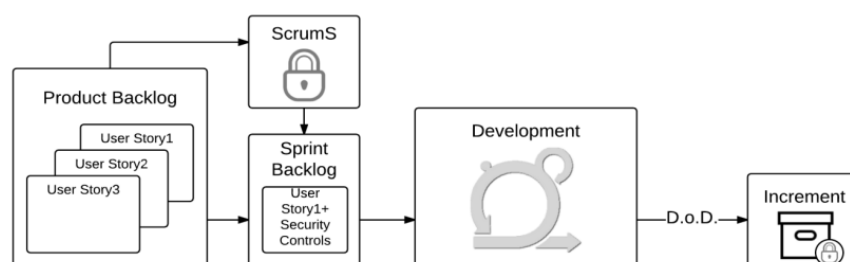 ScrumS
Product Backlog
User Story1
User Story2
User Story3
Sprint
Backlog
User
Story1+
Security
Controls
Development
D.o.D.
Increment